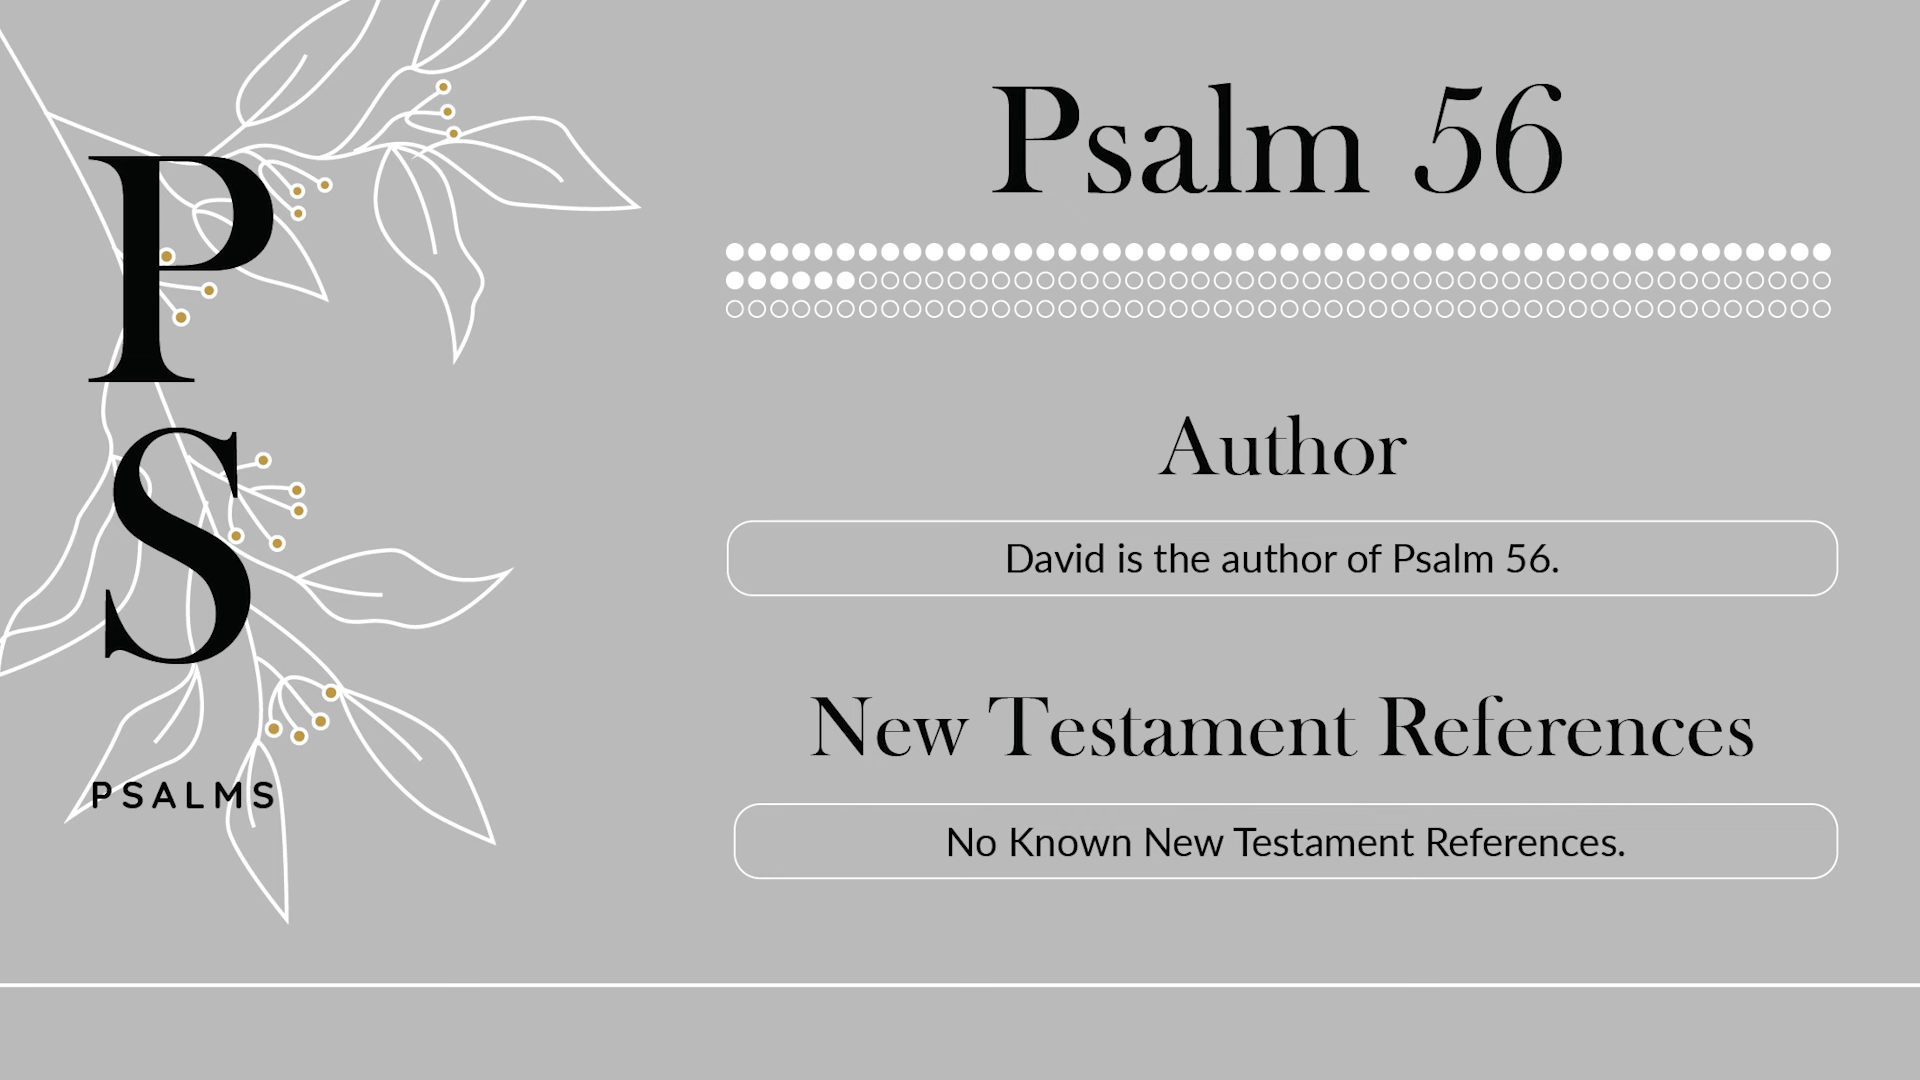 P
S
PSALMS
Psalm 56
Author
David is the author of Psalm 56.
New Testament References
No Known New Testament References.